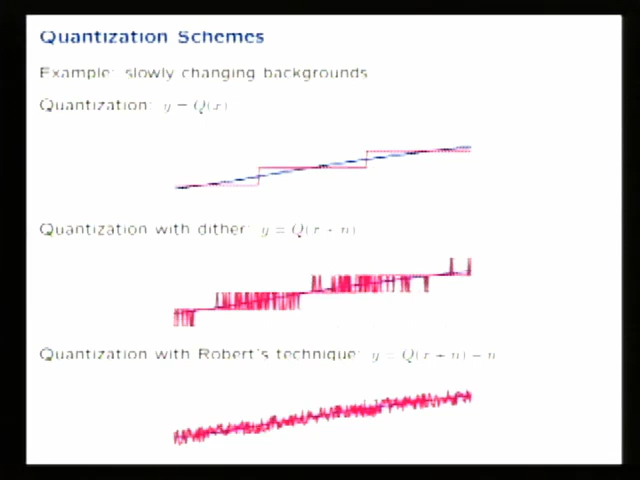 Quantization Schemes
Example: slowly changing backgrounds
Quantization: y = Q(x)
Quantization with dither: y = Q(x + n)
Quantization with Robert's technique: y = Q(x + n) − n